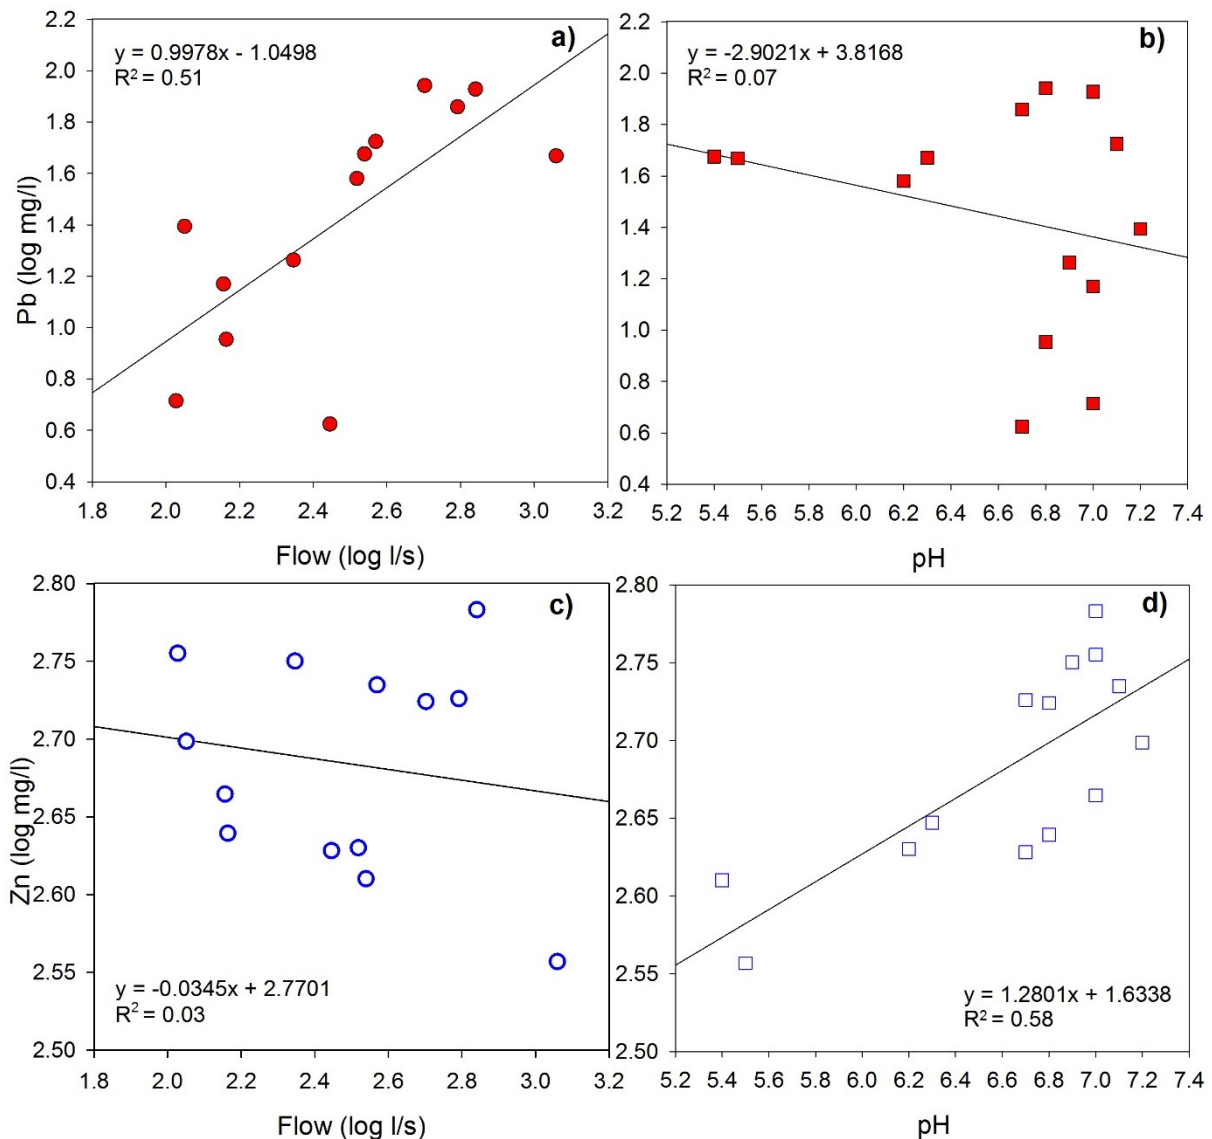 a)
y = 0.9978x - 1.0498
R² = 0.51
Pb (log mg/l)
2.2
2.0
1.8
1.6
1.4
1.2
1.0
0.8
0.6
0.4
1.8 2.0 2.2 2.4 2.6 2.8 3.0 3.2
Flow (log l/s)
b)
y = -2.9021x + 3.8168
R² = 0.07
2.2
2.0
1.8
1.6
1.4
1.2
1.0
0.8
0.6
0.4
5.2 5.4 5.6 5.8 6.0 6.2 6.4 6.6 6.8 7.0 7.2 7.4
pH
c)
Zn (log mg/l)
2.80
2.75
2.70
2.65
2.60
2.55
2.50
y = -0.0345x + 2.7701
R² = 0.03
1.8 2.0 2.2 2.4 2.6 2.8 3.0 3.2
Flow (log l/s)
d)
2.80
2.75
2.70
2.65
2.60
2.55
2.50
y = 1.2801x + 1.6338
R² = 0.58
5.2 5.4 5.6 5.8 6.0 6.2 6.4 6.6 6.8 7.0 7.2 7.4
pH